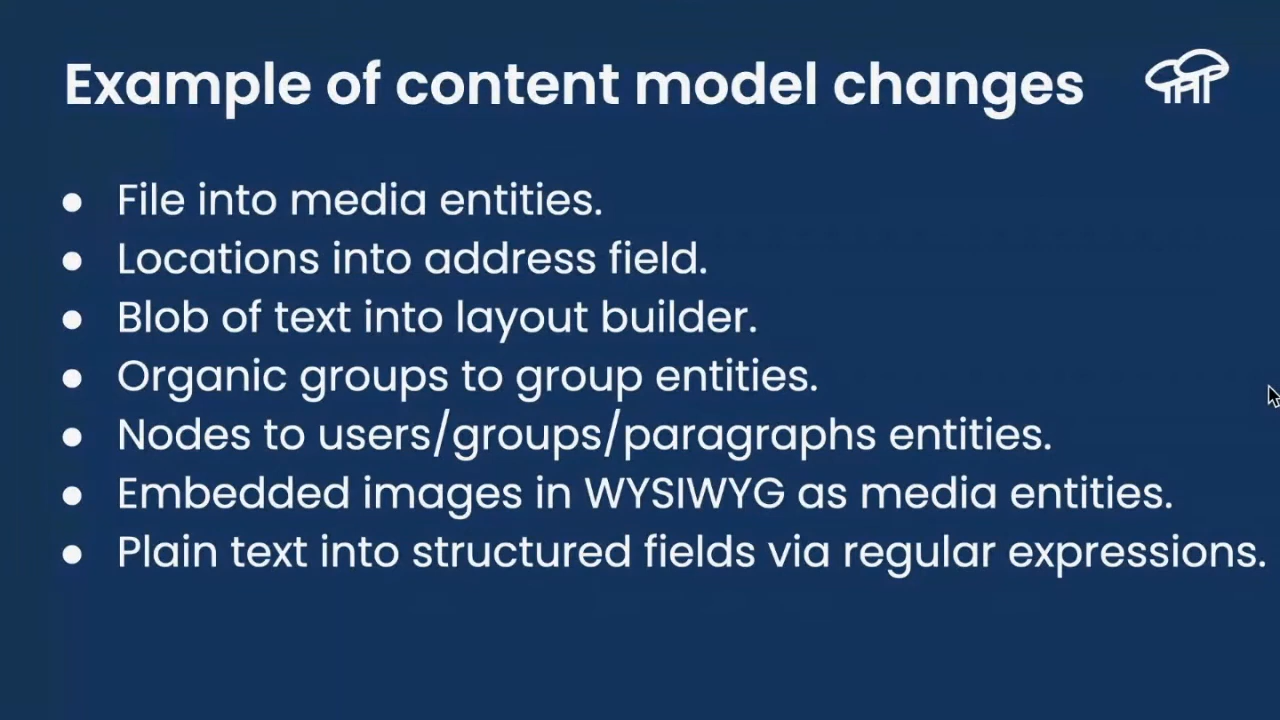 Example of content model changes
● File into media entities.
● Locations into address field.
● Blob of text into layout builder.
● Organic groups to group entities.
● Nodes to users/groups/paragraphs entities.
● Embedded images in WYSIWYG as media entities.
● Plain text into structured fields via regular expressions.